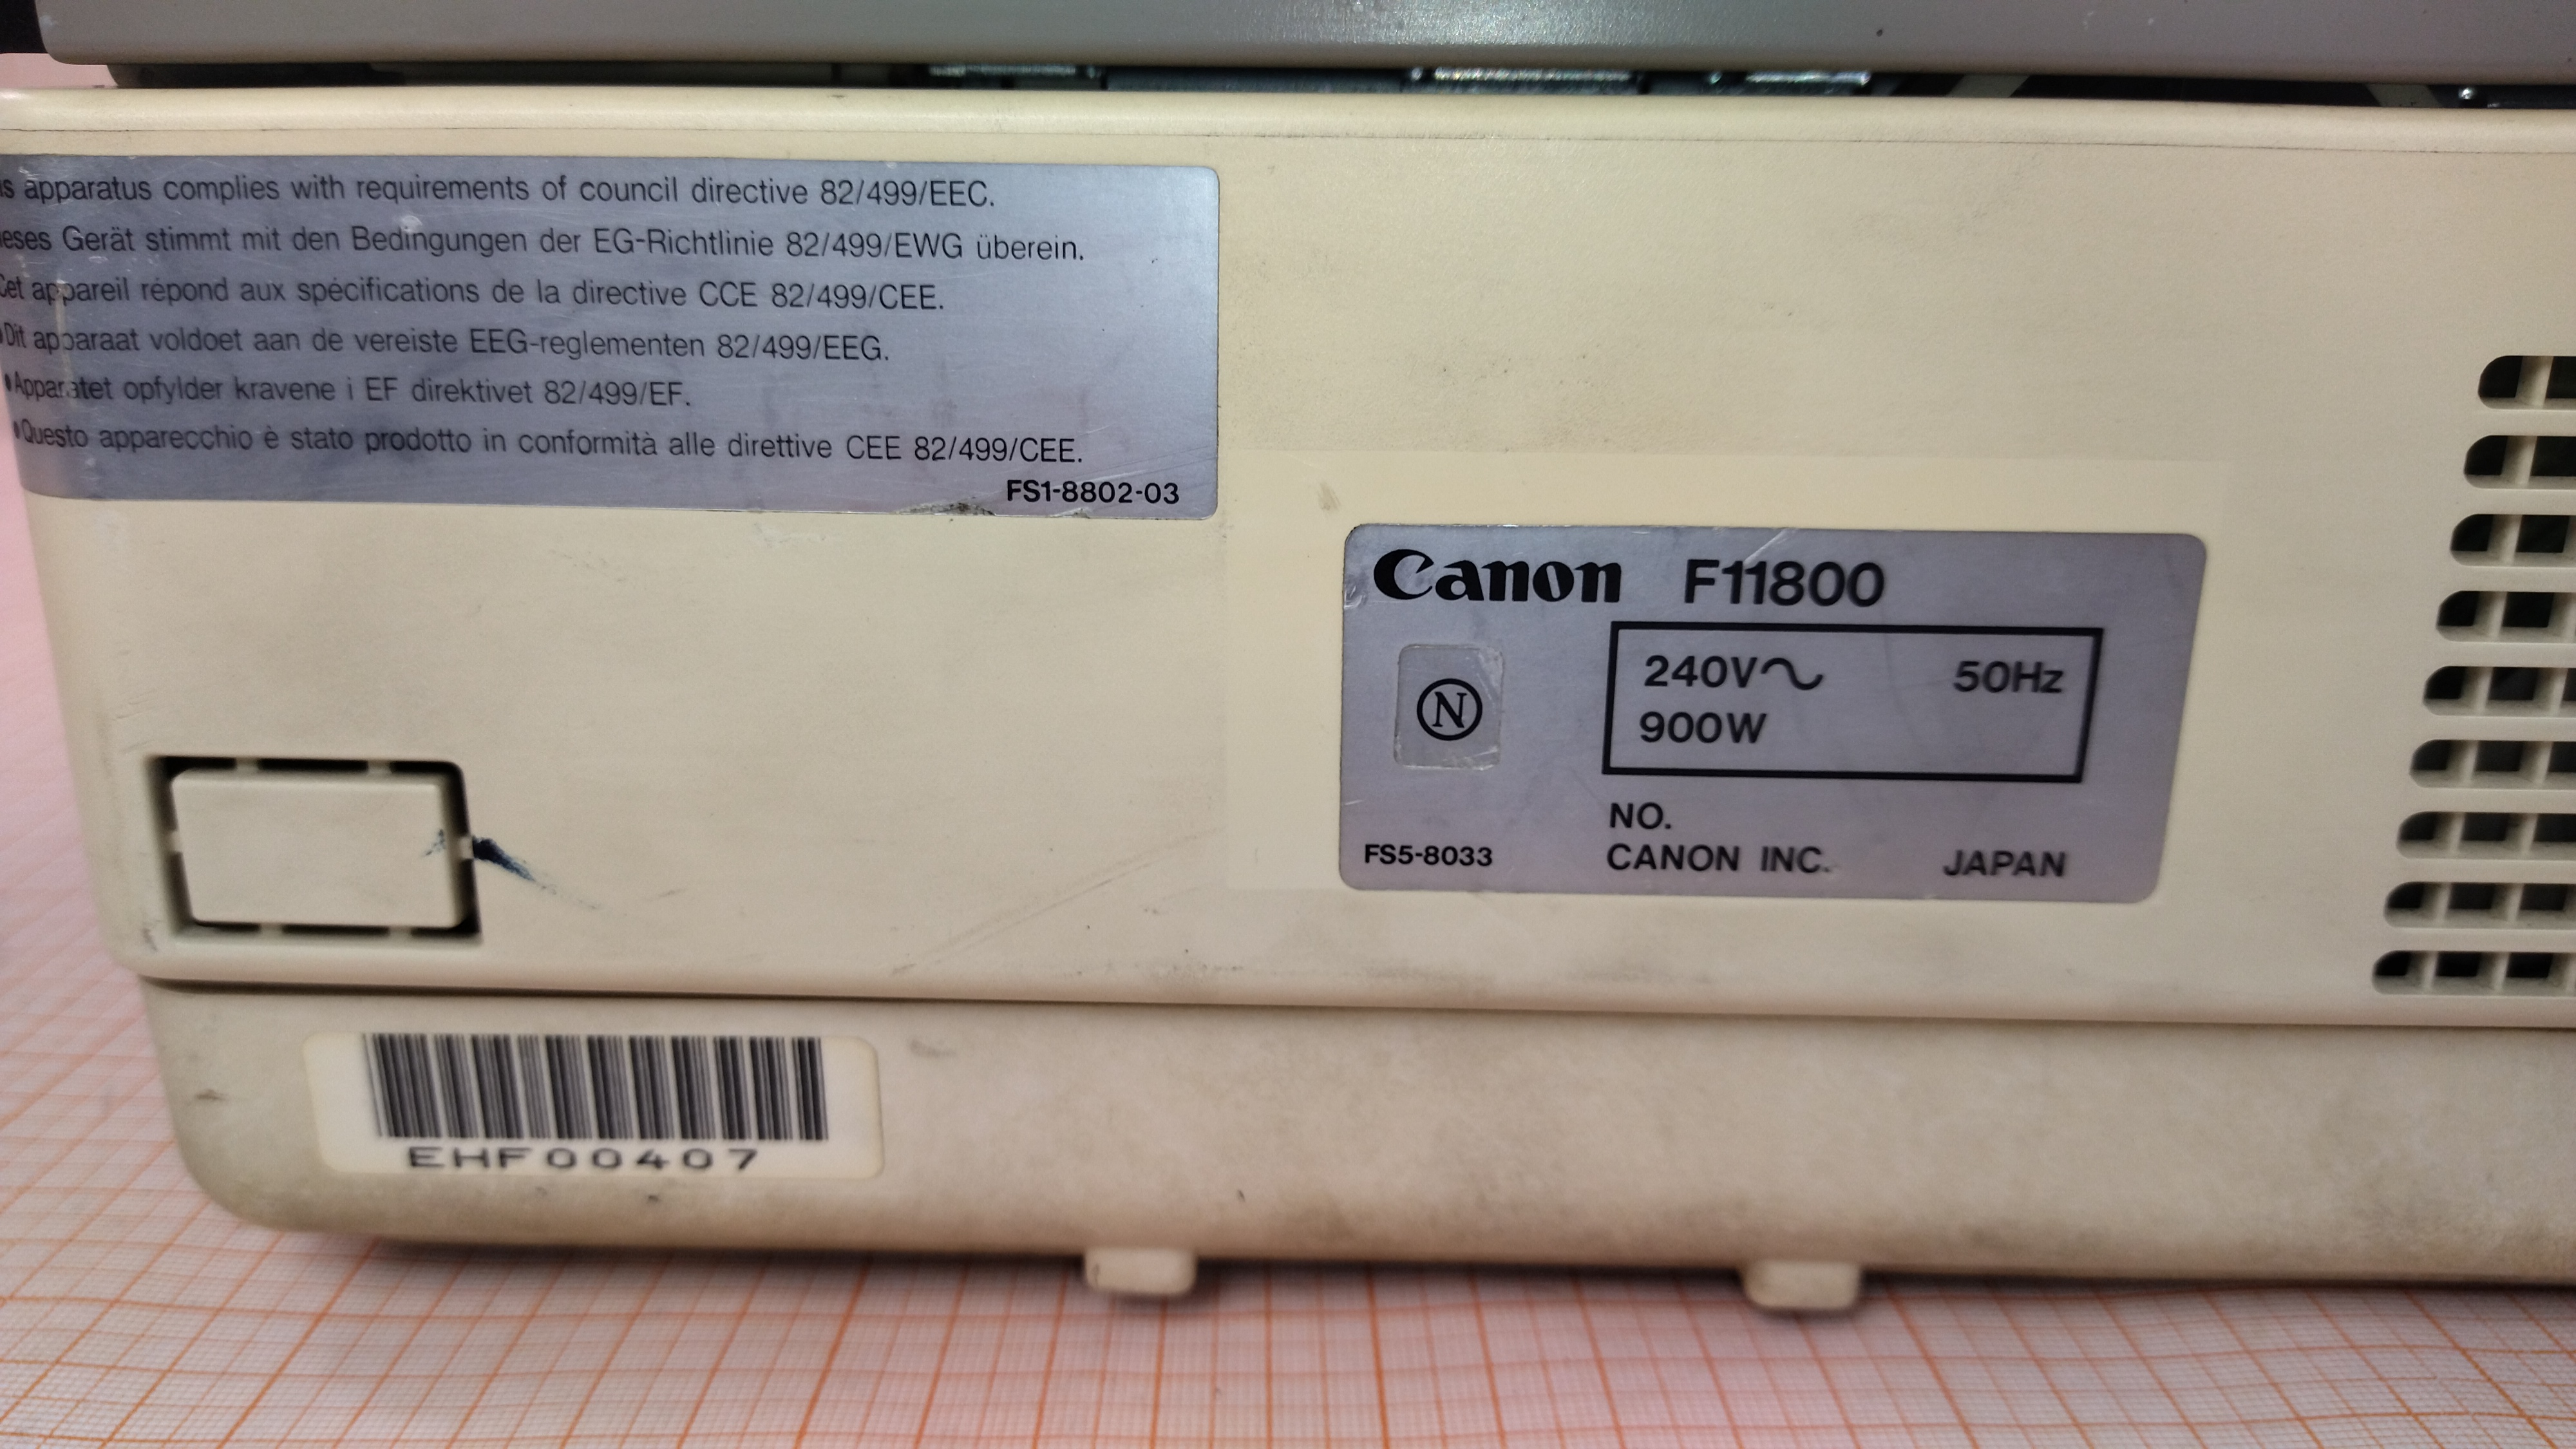 apparatus complies with requirements of council directive 82/499/EEC.
Gerät stimmt mit den Bedingungen der EG-Richtlinie 82/499/EWG überein.
Cet appareil répond aux spécifications de la directive CCE 82/499/CEE.
•Dit apparaat voldoet aan de vereiste EEG-reglementen 82/499/EEG.
•Apparatet opfylder kravene i EF direktivet 82/499/EF.
•Questo apparecchio è stato prodotto in conformità alle direttive CEE 82/499/CEE.
FS1-8802-03
Canon F11800
240V~ 50Hz
900W
N
NO.
FS5-8033 CANON INC. JAPAN
EHF00407